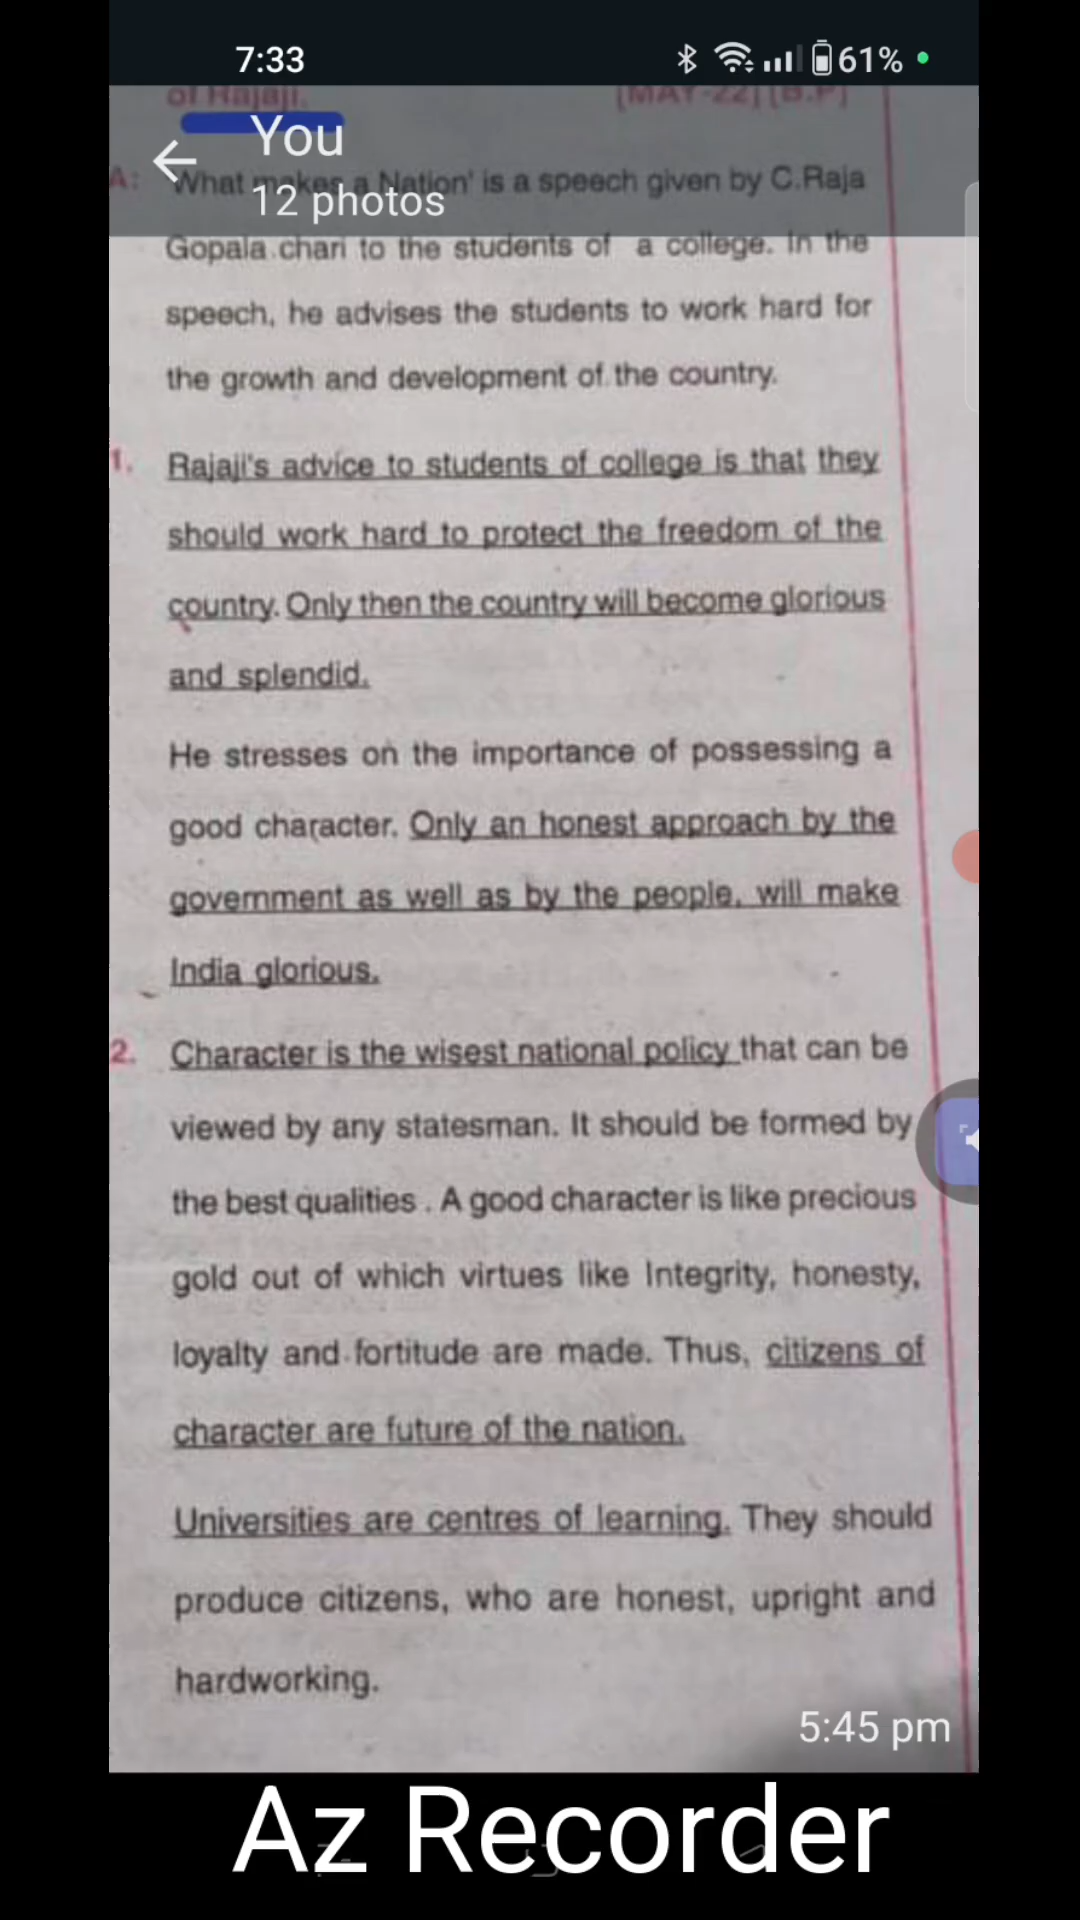 7:33
61%
of Rajaji.
[MAY-22] [B.P]
You
12 photos
A: 'What makes a Nation' is a speech given by C.Raja
Gopala chari to the students of a college. In the
speech, he advises the students to work hard for
the growth and development of the country.
1. Rajaji's advice to students of college is that they
should work hard to protect the freedom of the
country. Only then the country will become glorious
and splendid.
He stresses on the importance of possessing a
good character. Only an honest approach by the
government as well as by the people, will make
India glorious.
2. Character is the wisest national policy that can be
viewed by any statesman. It should be formed by
the best qualities . A good character is like precious
gold out of which virtues like Integrity, honesty,
loyalty and fortitude are made. Thus, citizens of
character are future of the nation.
Universities are centres of learning. They should
produce citizens, who are honest, upright and
hardworking.
5:45 pm
Az Recorder